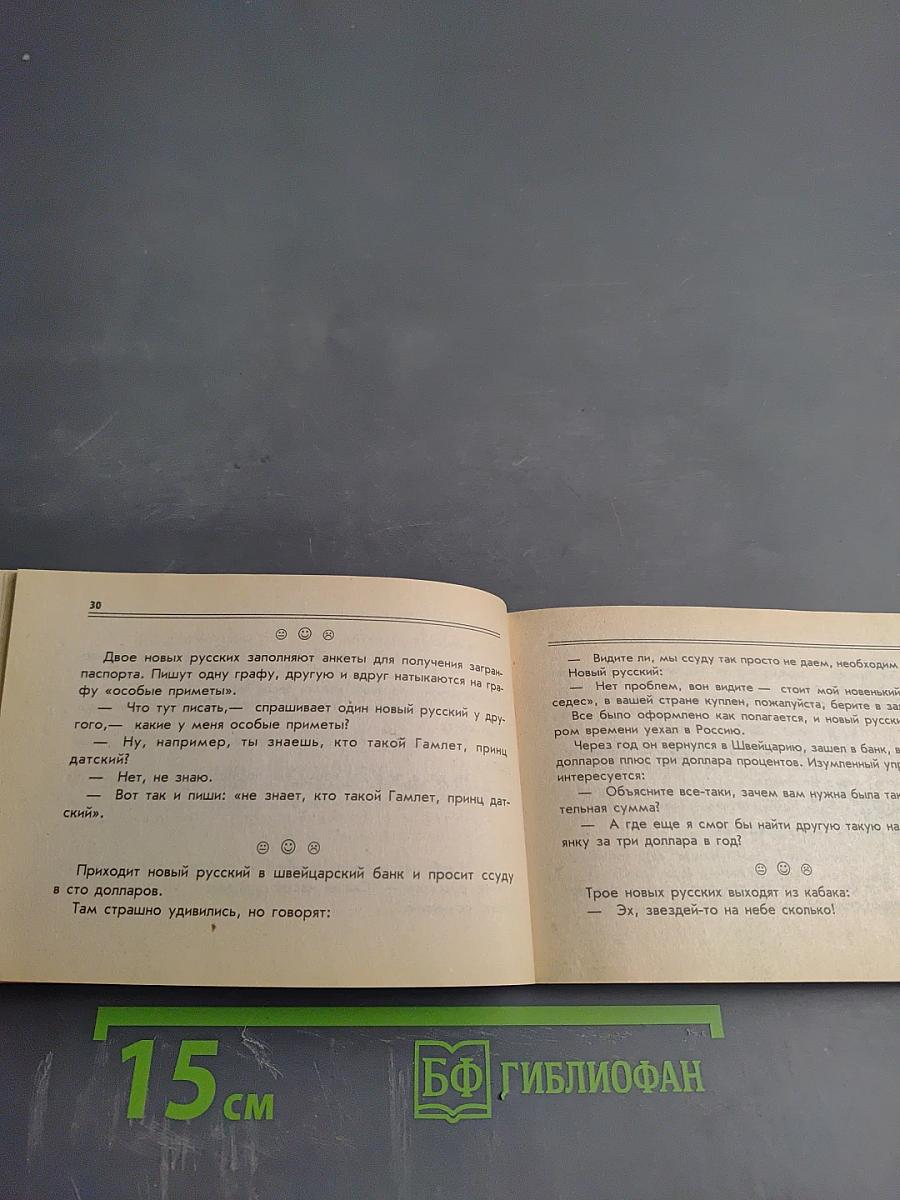 30
Двое новых русских заполняют анкеты для получения загран-
паспорта. Пишут одну графу, другую и вдруг натыкаются на гра-
фу «особые приметы».
— Что тут писать,— спрашивает один новый русский у дру-
гого,— какие у меня особые приметы?
— Ну, например, ты знаешь, кто такой Гамлет, принц
датский?
— Нет, не знаю.
— Вот так и пиши: «не знает, кто такой Гамлет, принц дат-
ский».
Приходит новый русский в швейцарский банк и просит ссуду
в сто долларов.
Там страшно удивились, но говорят:
— Видите ли, мы ссуду так просто не даем, необходим
Новый русский:
— Нет проблем, вон видите — стоит мой новенький
седес», в вашей стране куплен, пожалуйста, берите в за
Все было оформлено как полагается, и новый русски
ром времени уехал в Россию.
Через год он вернулся в Швейцарию, зашел в банк, в
долларов плюс три доллара процентов. Изумленный упр
интересуется:
— Объясните все-таки, зачем вам нужна была так
тельная сумма?
— А где еще я смог бы найти другую такую на
янку за три доллара в год?
Трое новых русских выходят из кабака:
— Эх, звездей-то на небе сколько!
15 см
БФ ГИБЛИОФАН